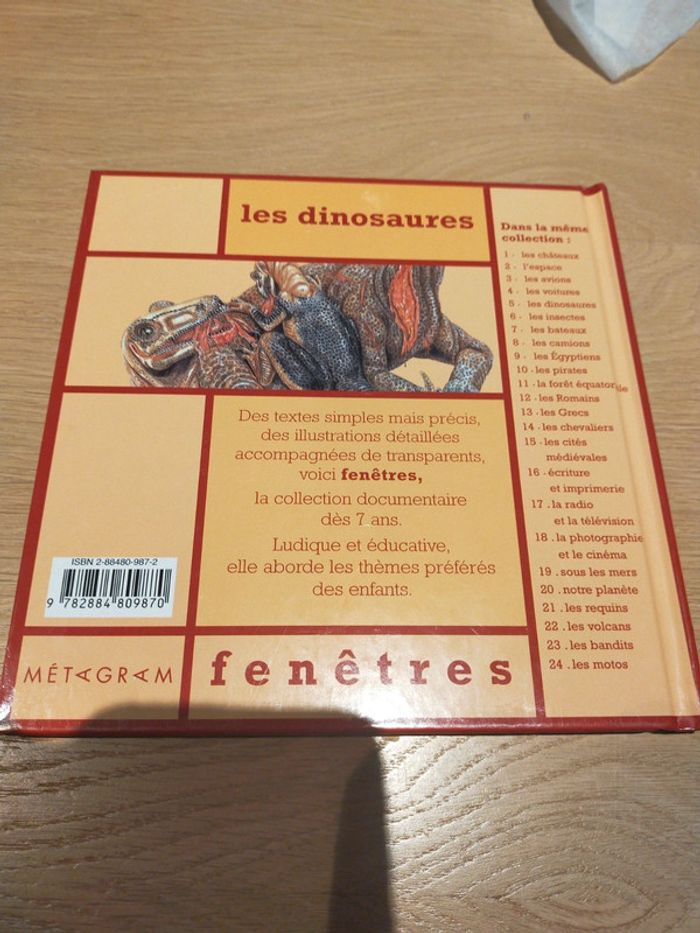 les dinosaures
Des textes simples mais précis,
des illustrations détaillées
accompagnées de transparents,
voici fenêtres,
la collection documentaire
dès 7 ans.
Ludique et éducative,
elle aborde les thèmes préférés
des enfants.
ISBN 2-88480-987-2
9 782884 809870
MÉTAGRAM
fenêtres
Dans la même
collection :
1 - les châteaux
2 - l'espace
3 - les avions
4 - les voitures
5 - les dinosaures
6 - les insectes
7 - les bateaux
8 - les camions
9 - les Égyptiens
10 - les pirates
11 - la forêt équatoriale
12 - les Romains
13 - les Grecs
14 - les chevaliers
15 - les cités
médiévales
16 - écriture
et imprimerie
17 . la radio
et la télévision
18 . la photographie
et le cinéma
19 . sous les mers
20 . notre planète
21 . les requins
22 . les volcans
23 . les bandits
24 . les motos